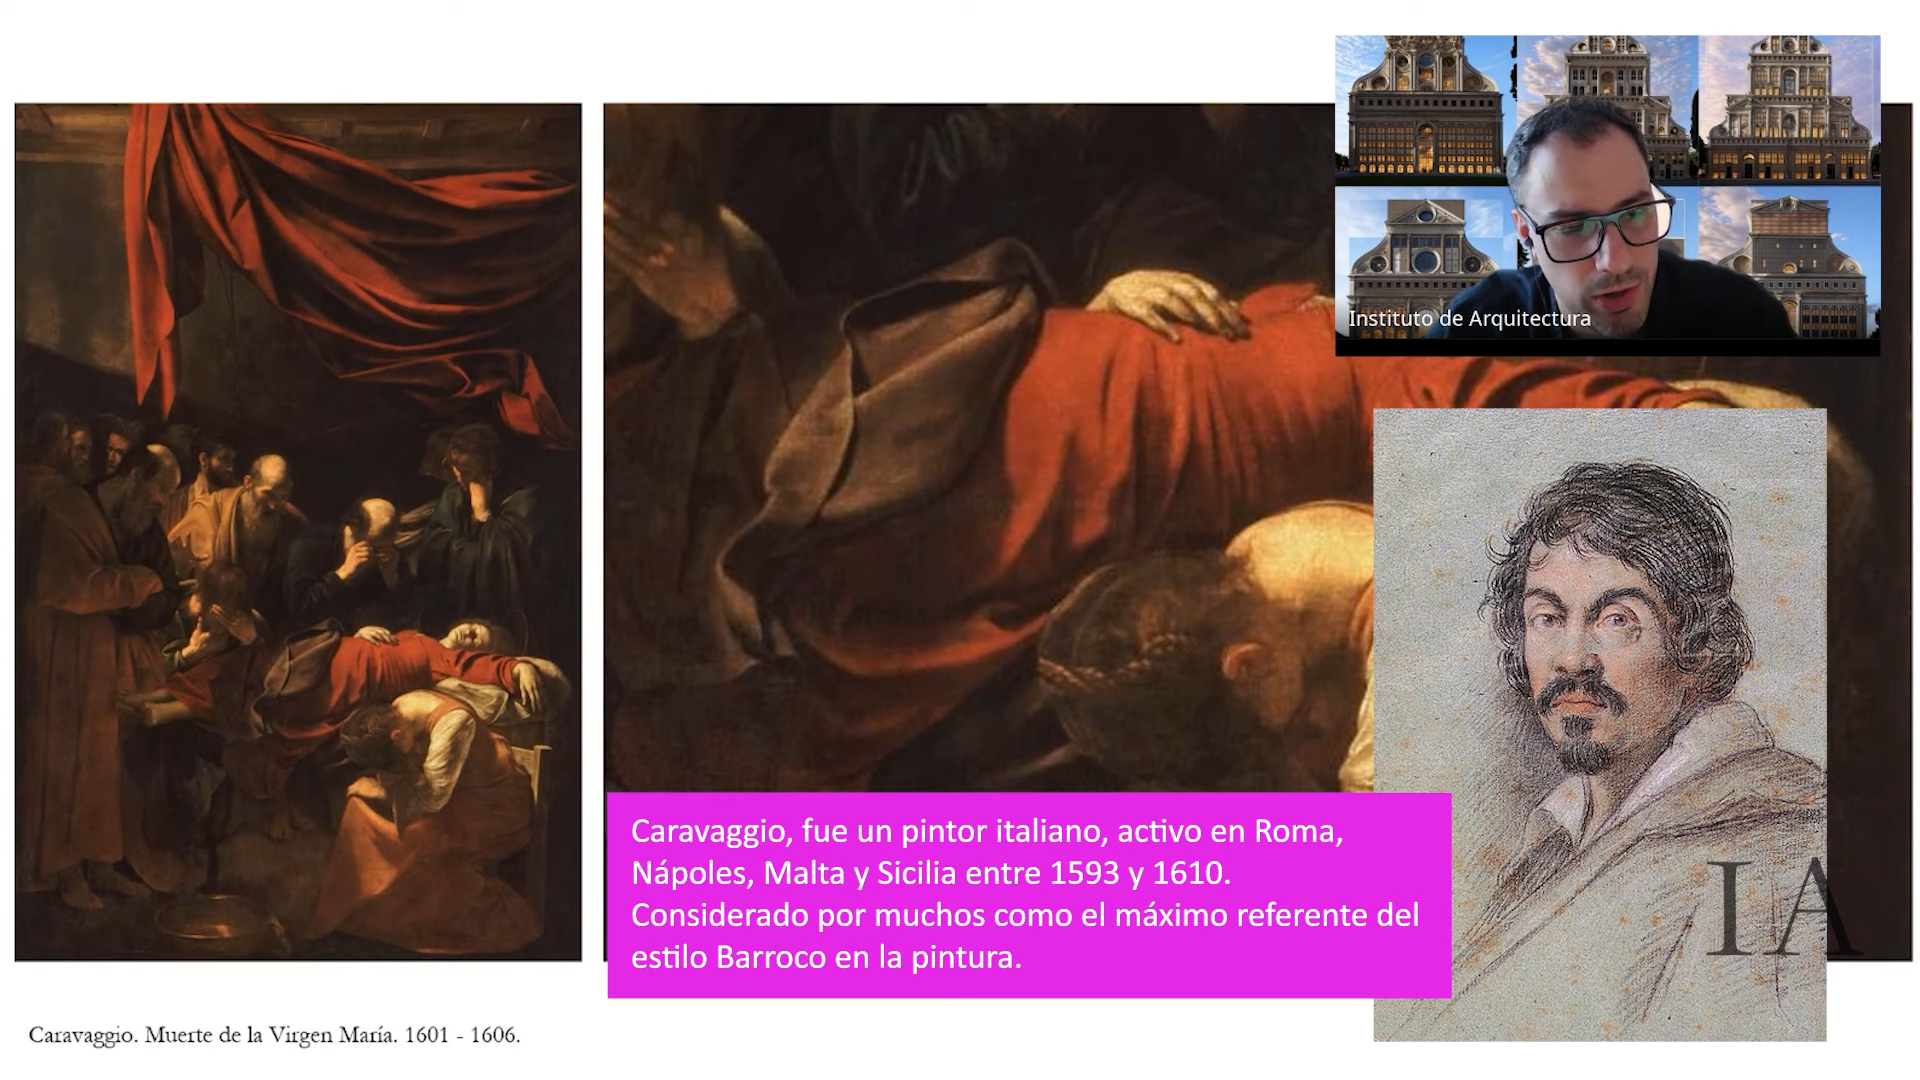 Instituto de Arquitectura
Caravaggio, fue un pintor italiano, activo en Roma,
Nápoles, Malta y Sicilia entre 1593 y 1610.
Considerado por muchos como el máximo referente del
estilo Barroco en la pintura.
IA
Caravaggio. Muerte de la Virgen María. 1601 - 1606.